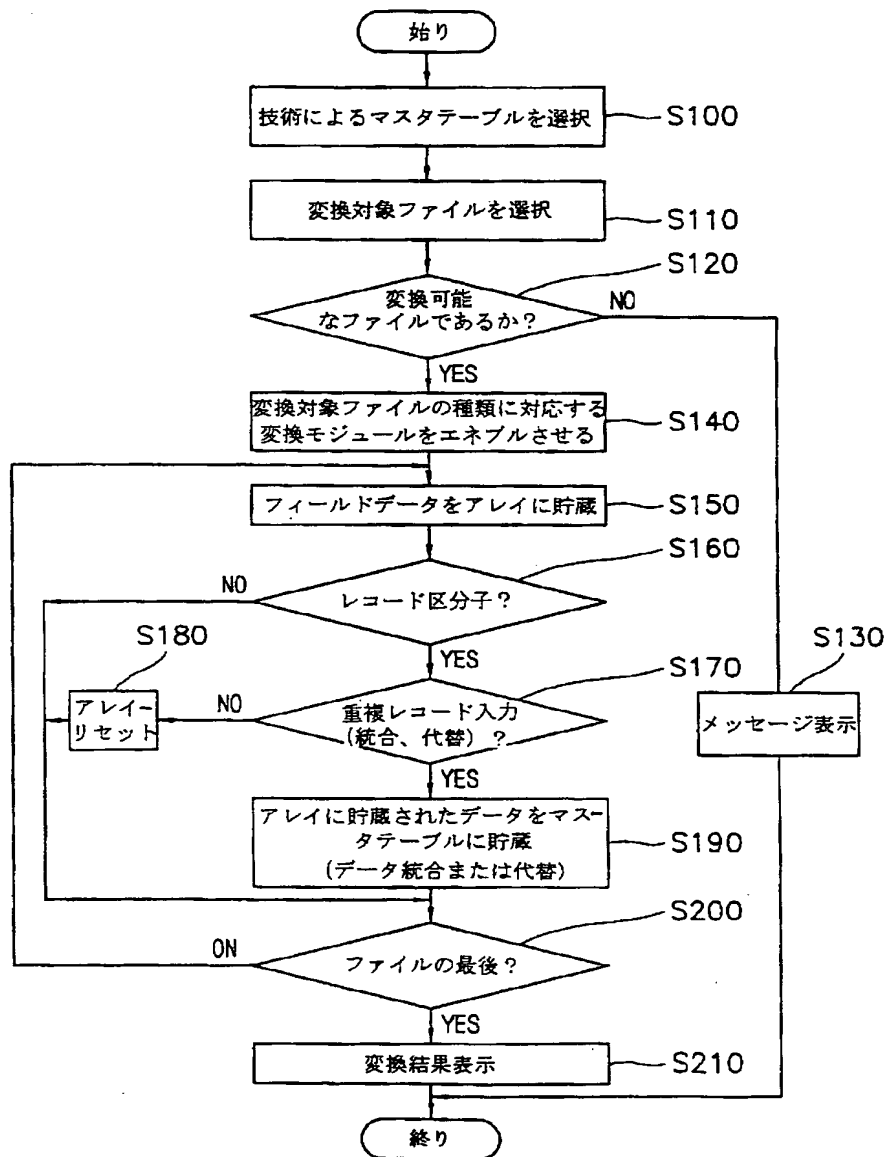 始り
技術によるマスタテーブルを選択
S100
変換対象ファイルを選択
S110
S120
変換可能
なファイルであるか？
NO
YES
変換対象ファイルの種類に対応する
変換モジュールをエネブルさせる
S140
フィールドデータをアレイに貯蔵
S150
S160
NO
レコード区分子？
YES
S180
S170
S130
アレイー
リセット
NO
重複レコード入力
(統合、代替) ？
メッセージ表示
YES
アレイに貯蔵されたデータをマス－
タテーブルに貯蔵
(データ統合または代替)
S190
S200
ON
ファイルの最後？
YES
変換結果表示
S210
終り